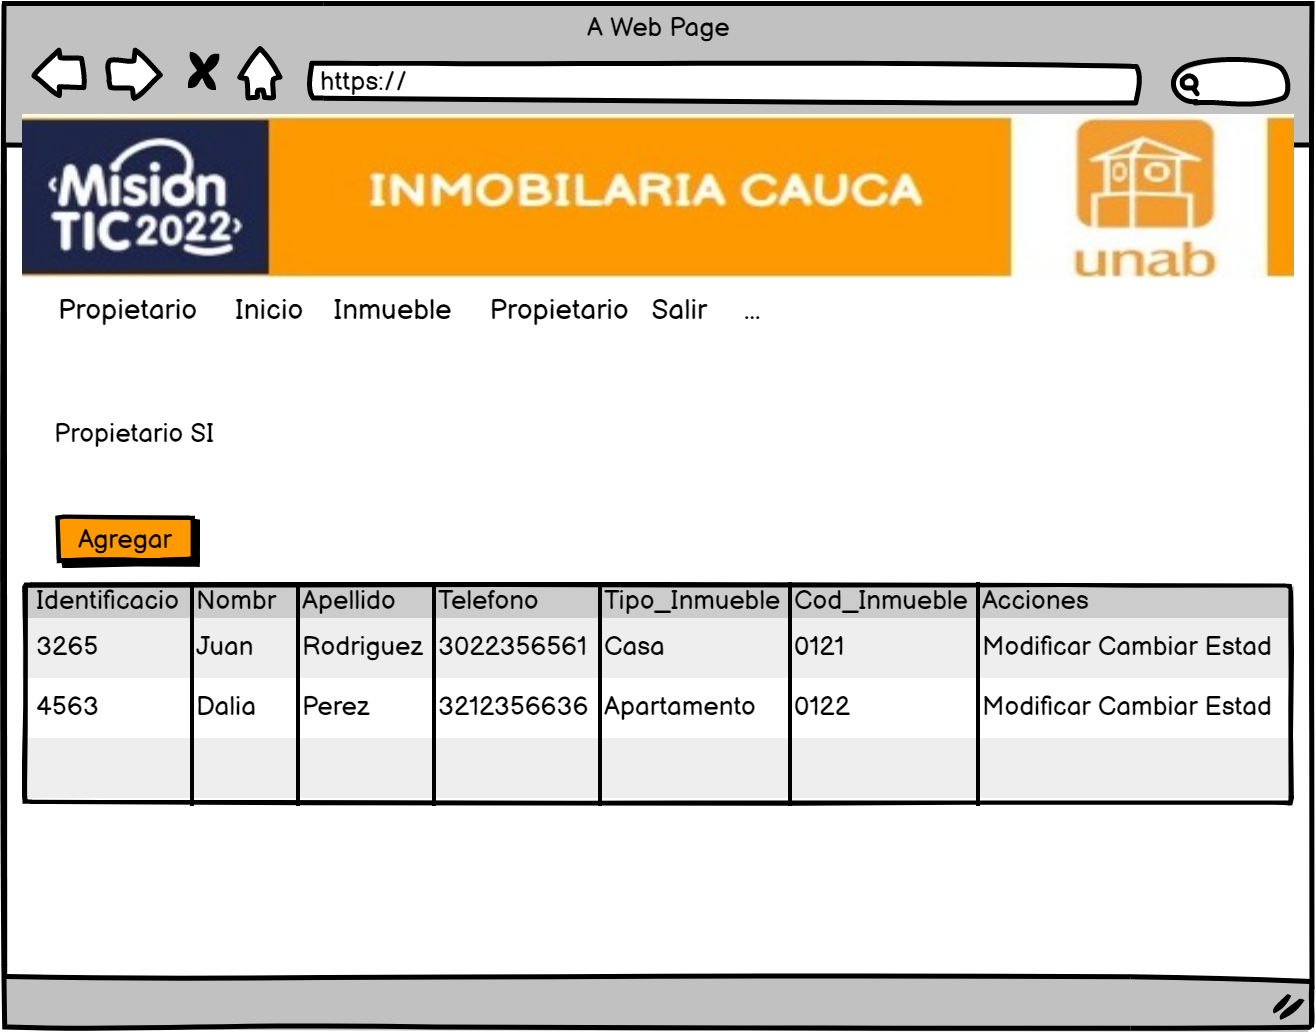 A Web Page
https://
‹Misión
TIC 2022›
INMOBILARIA CAUCA
unab
Propietario Inicio Inmueble Propietario Salir ...
Propietario SI
Agregar
Identificacio Nombr Apellido Telefono Tipo_Inmueble Cod_Inmueble Acciones
3265 Juan Rodriguez 3022356561 Casa 0121 Modificar Cambiar Estad
4563 Dalia Perez 3212356636 Apartamento 0122 Modificar Cambiar Estad